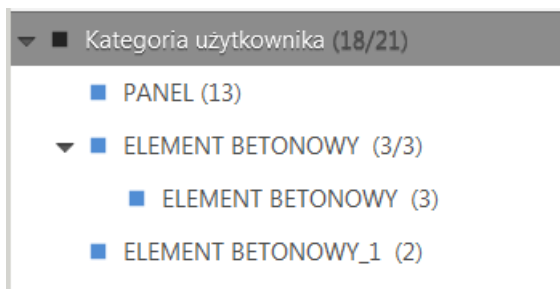 Kategoria użytkownika (18/21)
PANEL (13)
ELEMENT BETONOWY (3/3)
ELEMENT BETONOWY (3)
ELEMENT BETONOWY_1 (2)